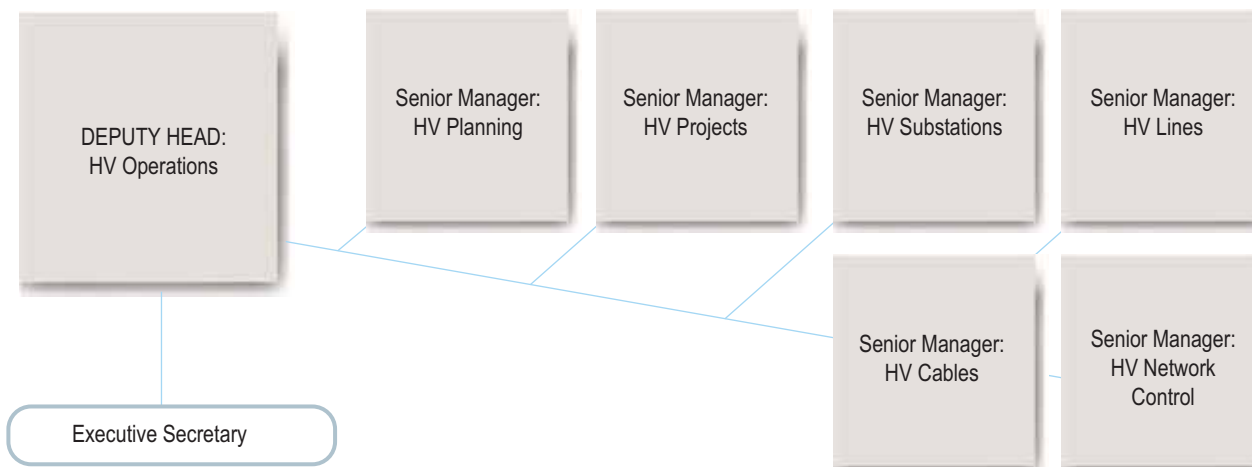 DEPUTY HEAD:
HV Operations
Senior Manager:
HV Planning
Senior Manager:
HV Projects
Senior Manager:
HV Substations
Senior Manager:
HV Lines
Senior Manager:
HV Cables
Senior Manager:
HV Network
Control
Executive Secretary